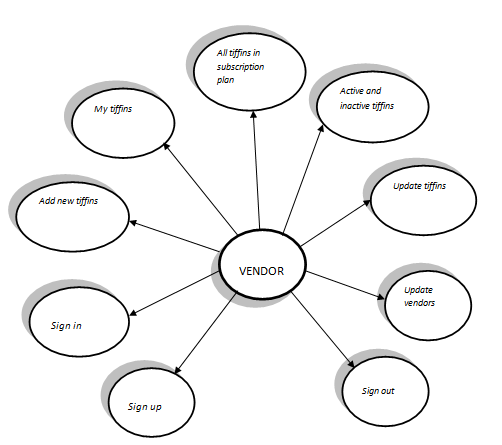 All tiffins in
subscription
plan
Active and
inactive tiffins
My tiffins
Update tiffins
Add new tiffins
VENDOR
Update
vendors
Sign in
Sign out
Sign up